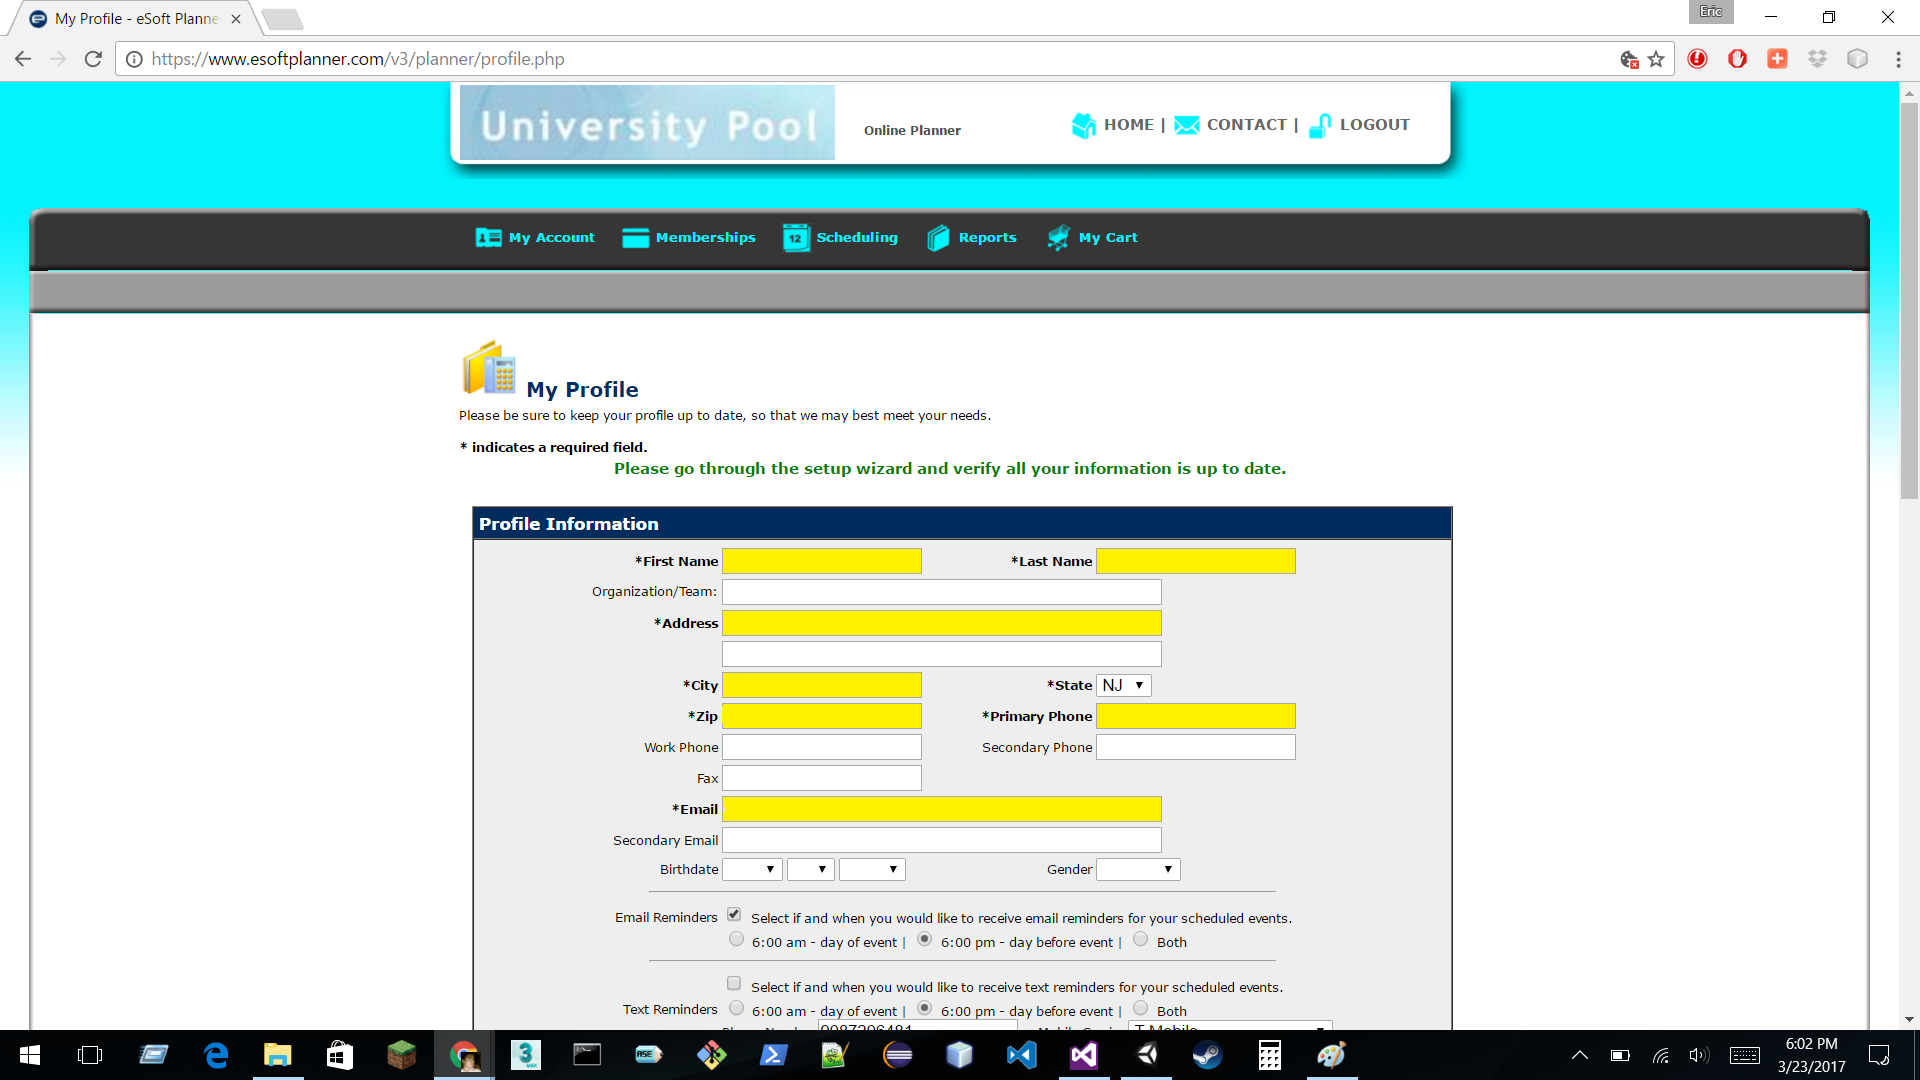 My Profile - eSoft Planne
Eric
https://www.esoftplanner.com/v3/planner/profile.php
University Pool
Online Planner
HOME | CONTACT | LOGOUT
My Account
Memberships
12
Scheduling
Reports
My Cart
My Profile
Please be sure to keep your profile up to date, so that we may best meet your needs.
* indicates a required field.
Please go through the setup wizard and verify all your information is up to date.
Profile Information
*First Name
*Last Name
Organization/Team:
*Address
*City
*State NJ
*Zip
*Primary Phone
Work Phone
Secondary Phone
Fax
*Email
Secondary Email
Birthdate
Gender
Email Reminders
Select if and when you would like to receive email reminders for your scheduled events.
6:00 am - day of event | 6:00 pm - day before event | Both
Select if and when you would like to receive text reminders for your scheduled events.
Text Reminders
6:00 am - day of event | 6:00 pm - day before event | Both
T-Mobile
3
MAX
ASE
6:02 PM
3/23/2017